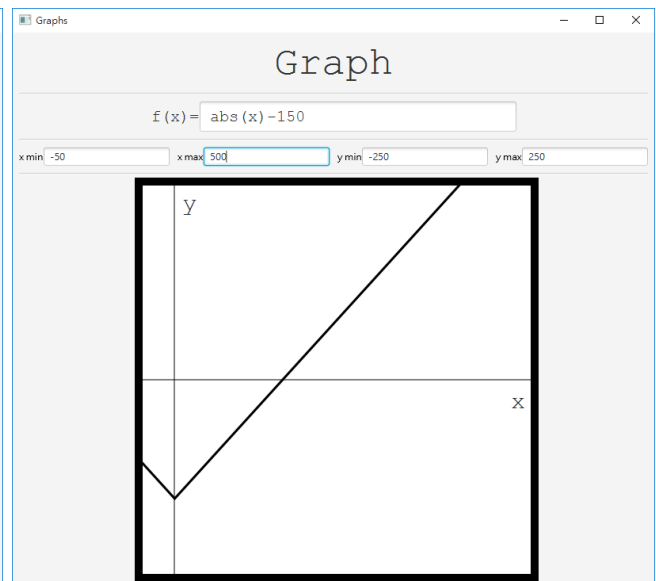 Graphs
Graph
f(x)= abs(x)-150
x min -50 x max 500 y min -250 y max 250
y
x